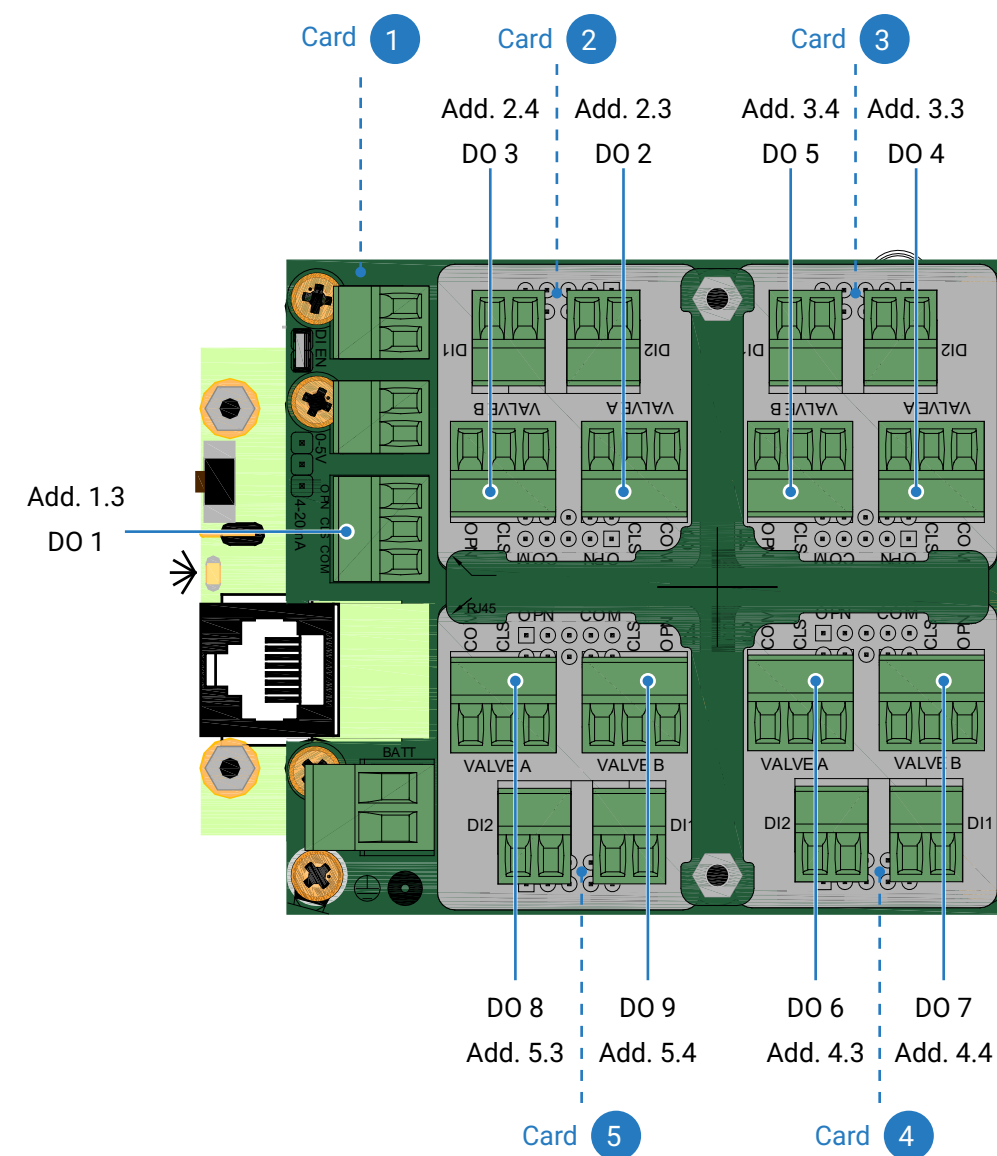 Card 1
Card 2
Card 3
Add. 2.4
Add. 2.3
Add. 3.4
Add. 3.3
DO 3
DO 2
DO 5
DO 4
DI EN
DI1
DI2
DI1
DI2
VALVE B
VALVE A
VALVE B
VALVE A
0-5V
4-20mA
OPN CLS COM
Add. 1.3
DO 1
OPN
CLS
COM
OPN
CLS
COM
OPN
CLS
COM
OPN
CLS
COM
RJ45
COM
CLS
OPN
COM
CLS
OPN
COM
CLS
OPN
COM
CLS
OPN
BATT
VALVE A
VALVE B
VALVE A
VALVE B
DI2
DI1
DI2
DI1
DO 8
DO 9
DO 6
DO 7
Add. 5.3
Add. 5.4
Add. 4.3
Add. 4.4
Card 5
Card 4